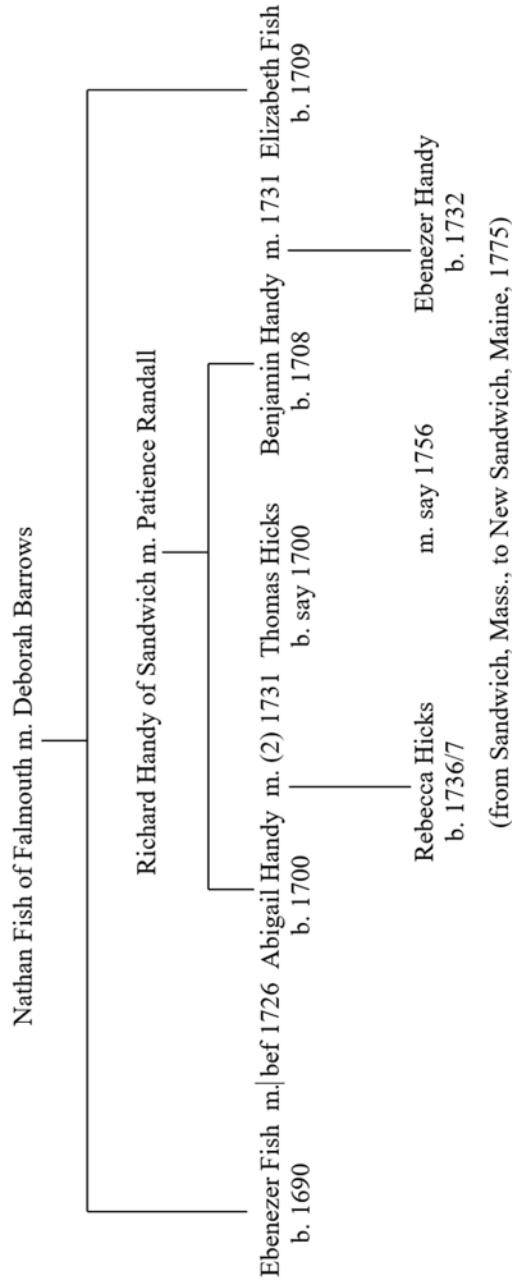 Nathan Fish of Falmouth m. Deborah Barrows
Richard Handy of Sandwich m. Patience Randall
Ebenezer Fish m. bef 1726 Abigail Handy m. (2) 1731 Thomas Hicks Benjamin Handy m. 1731 Elizabeth Fish
b. 1690 b. 1700 b. say 1700 b. 1708 b. 1709
Rebecca Hicks m. say 1756 Ebenezer Handy
b. 1736/7 b. 1732
(from Sandwich, Mass., to New Sandwich, Maine, 1775)